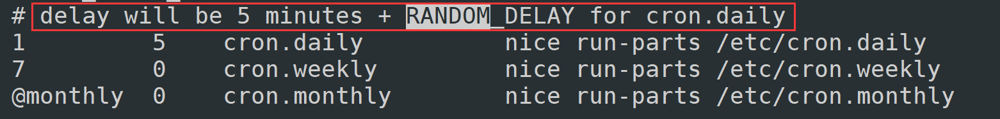 # delay will be 5 minutes + RANDOM_DELAY for cron.daily
1 5 cron.daily nice run-parts /etc/cron.daily
7 0 cron.weekly nice run-parts /etc/cron.weekly
@monthly 0 cron.monthly nice run-parts /etc/cron.monthly